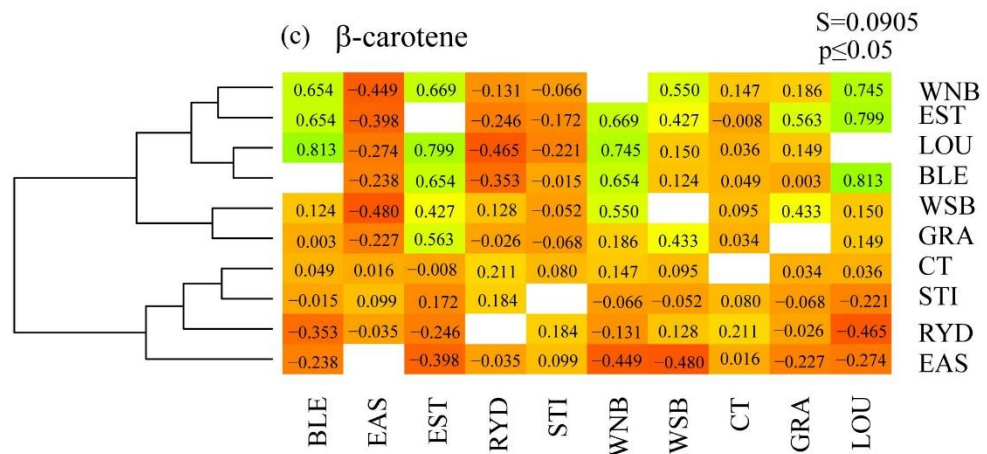 (c) β-carotene
S=0.0905
p≤0.05
0.654 −0.449 0.669 −0.131 −0.066 0.550 0.147 0.186 0.745 WNB
0.654 −0.398 −0.246 −0.172 0.669 0.427 −0.008 0.563 0.799 EST
0.813 −0.274 0.799 −0.465 −0.221 0.745 0.150 0.036 0.149 LOU
−0.238 0.654 −0.353 −0.015 0.654 0.124 0.049 0.003 0.813 BLE
0.124 −0.480 0.427 0.128 −0.052 0.550 0.095 0.433 0.150 WSB
0.003 −0.227 0.563 −0.026 −0.068 0.186 0.433 0.034 0.149 GRA
0.049 0.016 −0.008 0.211 0.080 0.147 0.095 0.034 0.036 CT
−0.015 0.099 0.172 0.184 −0.066 −0.052 0.080 −0.068 −0.221 STI
−0.353 −0.035 −0.246 0.184 −0.131 0.128 0.211 −0.026 −0.465 RYD
−0.238 −0.398 −0.035 0.099 −0.449 −0.480 0.016 −0.227 −0.274 EAS
BLE EAS EST RYD STI WNB WSB CT GRA LOU